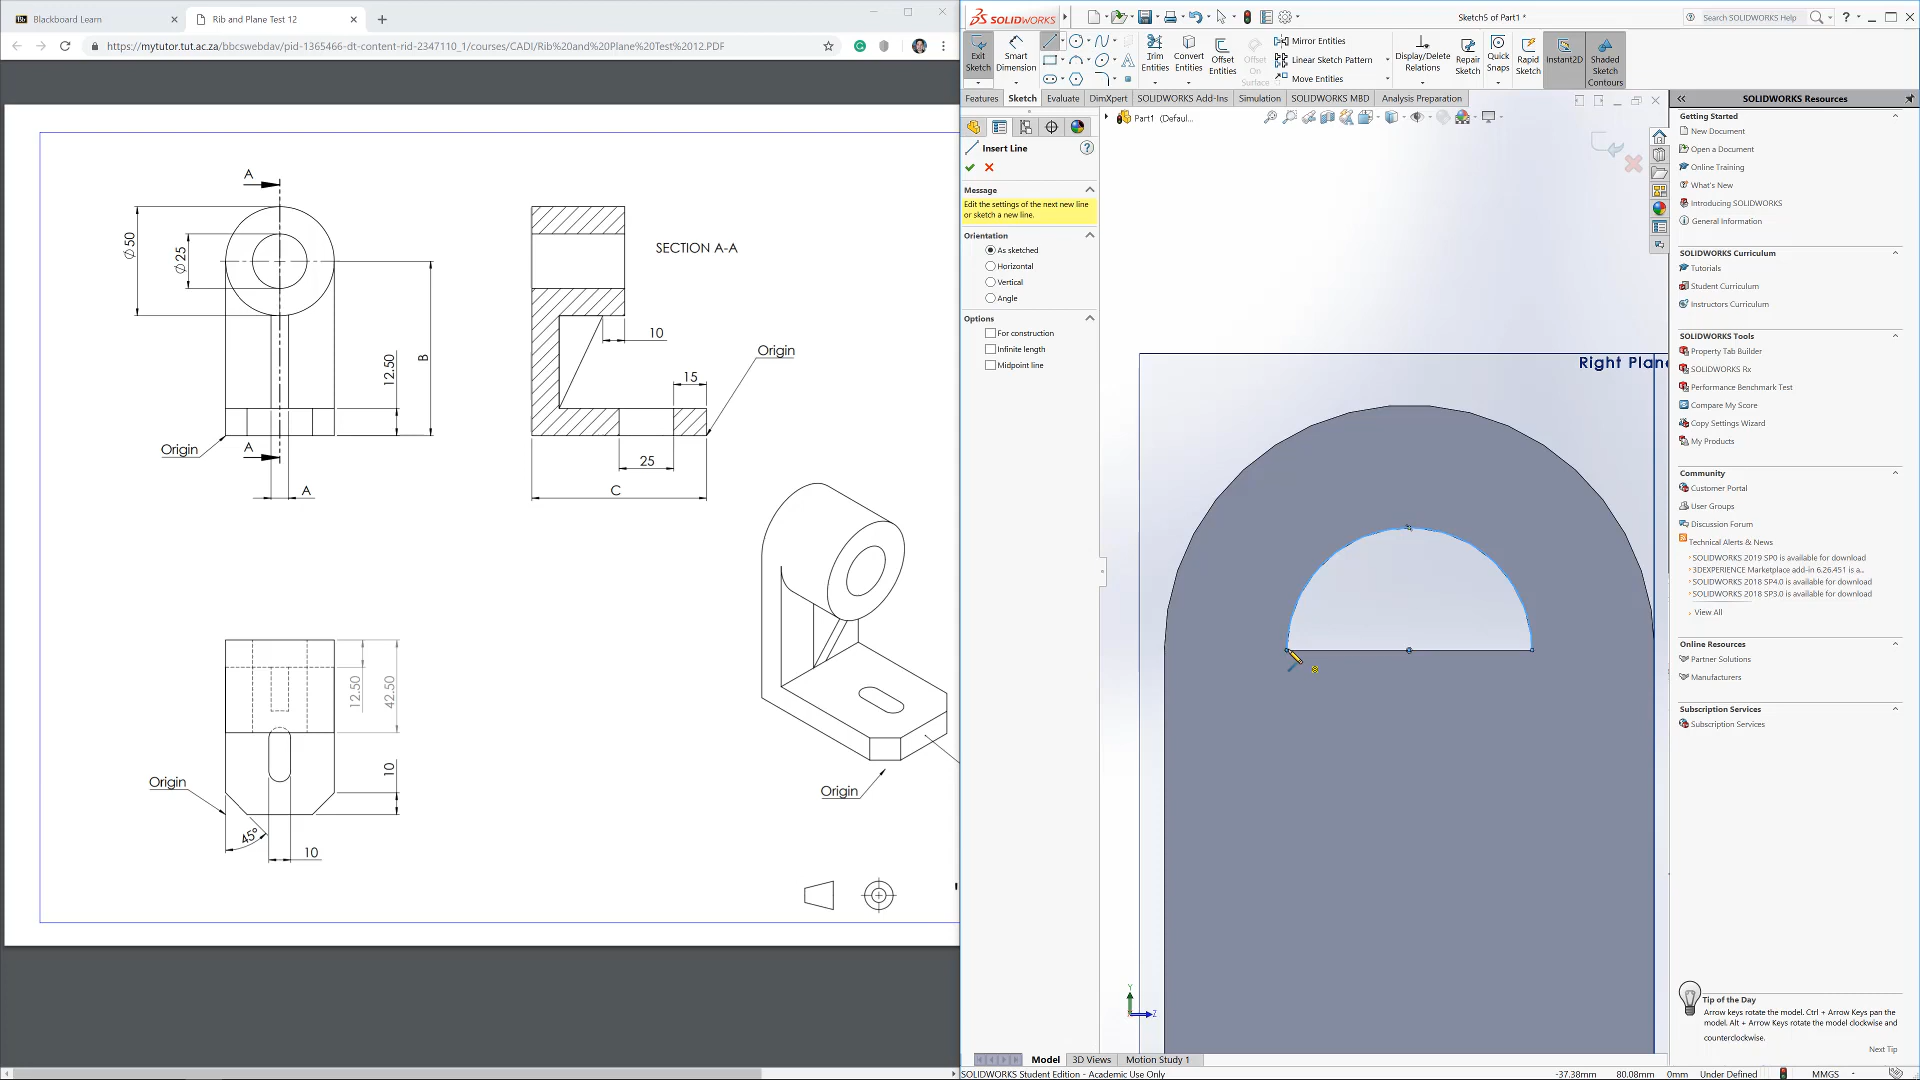 Blackboard Learn
Rib and Plane Test 12
https://mytutor.tut.ac.za/bbcswebdav/pid-1365466-dt-content-rid-2347110_1/courses/CADI/Rib%20and%20Plane%20Test%2012.PDF
A
∅50
∅25
SECTION A-A
10
Origin
12.50
B
15
Origin
A
25
A
C
12.50
42.50
10
Origin
45°
10
Origin
SOLIDWORKS
Sketch5 of Part1 *
Search SOLIDWORKS Help
Exit Sketch
Smart Dimension
Trim Entities
Convert Entities
Offset Entities
Offset On Surface
Mirror Entities
Linear Sketch Pattern
Move Entities
Display/Delete Relations
Repair Sketch
Quick Snaps
Rapid Sketch
Instant2D
Shaded Sketch Contours
Features
Sketch
Evaluate
DimXpert
SOLIDWORKS Add-Ins
Simulation
SOLIDWORKS MBD
Analysis Preparation
Part1 (Defaul...
Insert Line
Message
Edit the settings of the next new line
or sketch a new line.
Orientation
As sketched
Horizontal
Vertical
Angle
Options
For construction
Infinite length
Midpoint line
Right Plane
Y
Z
Model
3D Views
Motion Study 1
SOLIDWORKS Student Edition - Academic Use Only
-37.38mm
80.08mm
0mm
Under Defined
MMGS
SOLIDWORKS Resources
Getting Started
New Document
Open a Document
Online Training
What's New
Introducing SOLIDWORKS
General Information
SOLIDWORKS Curriculum
Tutorials
Student Curriculum
Instructors Curriculum
SOLIDWORKS Tools
Property Tab Builder
SOLIDWORKS Rx
Performance Benchmark Test
Compare My Score
Copy Settings Wizard
My Products
Community
Customer Portal
User Groups
Discussion Forum
Technical Alerts & News
SOLIDWORKS 2019 SP0 is available for download
3DEXPERIENCE Marketplace add-in 6.26.451 is a...
SOLIDWORKS 2018 SP4.0 is available for download
SOLIDWORKS 2018 SP3.0 is available for download
View All
Online Resources
Partner Solutions
Manufacturers
Subscription Services
Subscription Services
Tip of the Day
Arrow keys rotate the model. Ctrl + Arrow Keys pan the
model. Alt + Arrow Keys rotate the model clockwise and
counterclockwise.
Next Tip